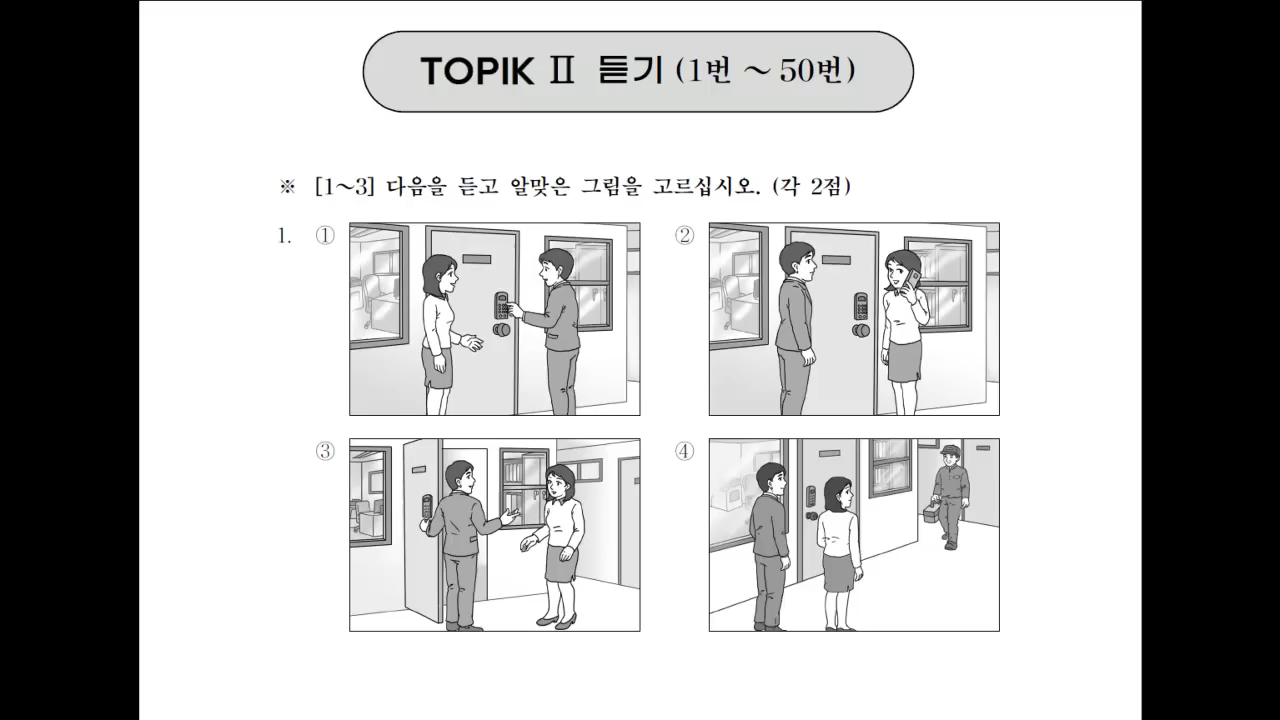 TOPIK Ⅱ 듣기 (1번 ~ 50번)
※ [1~3] 다음을 듣고 알맞은 그림을 고르십시오. (각 2점)
1. ① ②
③ ④